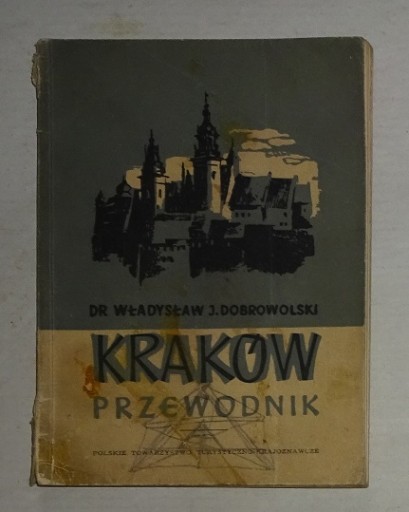 DR WŁADYSŁAW J. DOBROWOLSKI
KRAKÓW
PRZEWODNIK
POLSKIE TOWARZYSTWO TURYSTYCZNO-KRAJOZNAWCZE